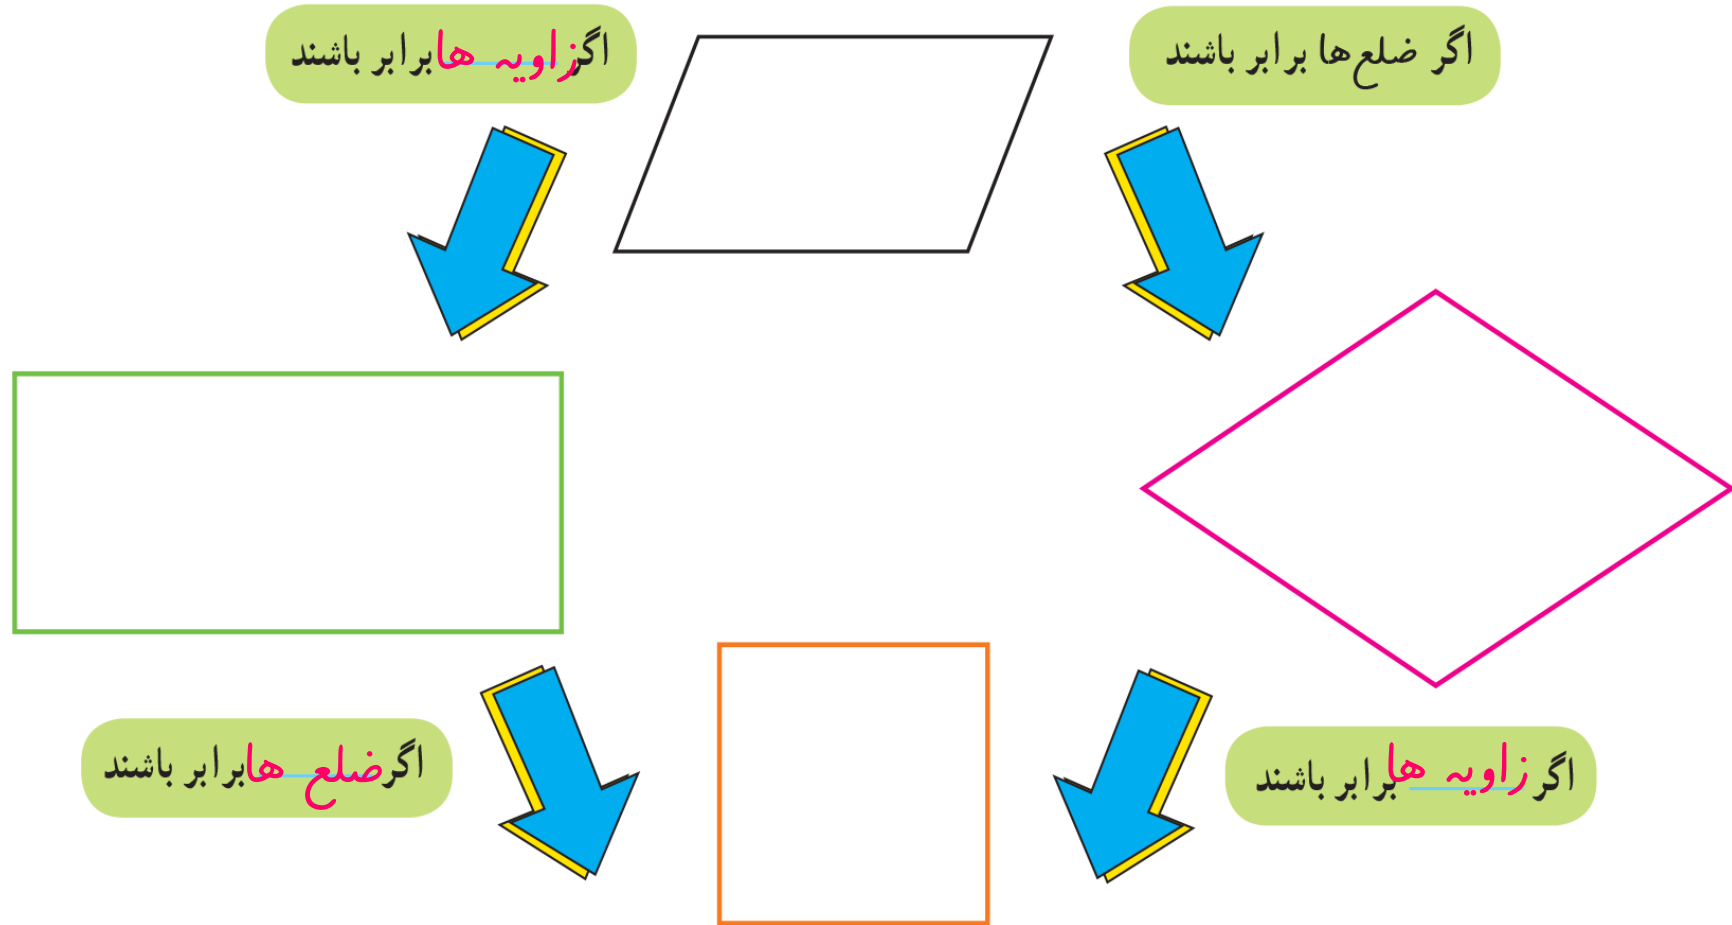 اگر ضلع‌ها برابر باشند
اگر زاویه ها برابر باشند
اگر زاویه ها برابر باشند
اگر ضلع ها برابر باشند